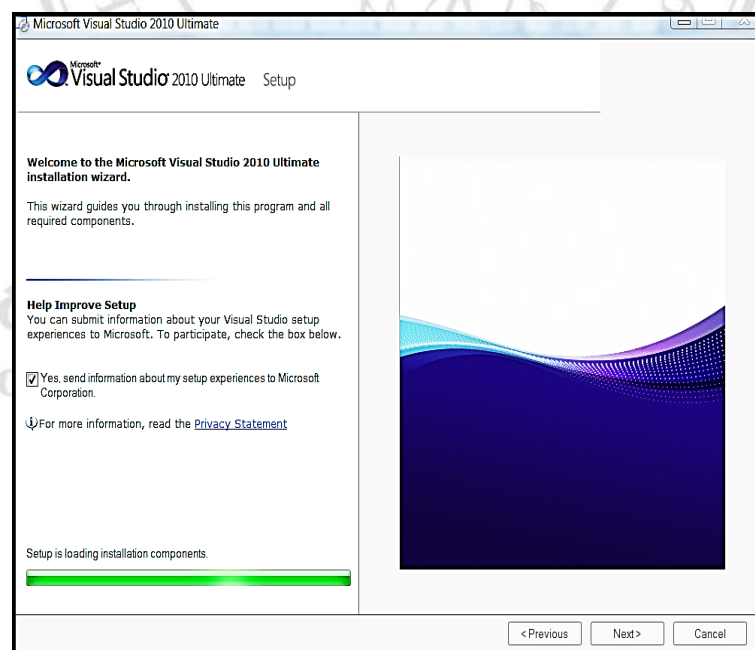 Microsoft Visual Studio 2010 Ultimate
Microsoft®
Visual Studio® 2010 Ultimate Setup
Welcome to the Microsoft Visual Studio 2010 Ultimate
installation wizard.
This wizard guides you through installing this program and all
required components.
Help Improve Setup
You can submit information about your Visual Studio setup
experiences to Microsoft. To participate, check the box below.
Yes, send information about my setup experiences to Microsoft
Corporation.
For more information, read the Privacy Statement
Setup is loading installation components.
< Previous
Next >
Cancel